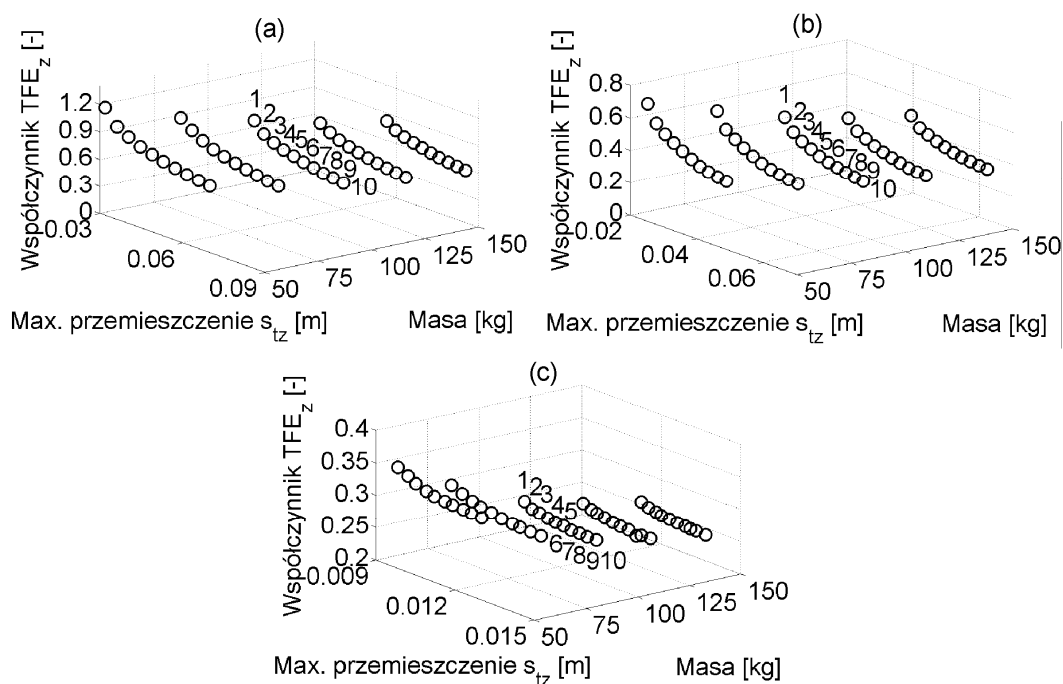 (a)
Współczynnik TFE_z [-]
1.2
0.9
0.6
0.3
0
-0.03
0.06
0.09
50
75
100
125
150
1 2 3 4 5 6 7 8 9 10
Max. przemieszczenie s_tz [m]
Masa [kg]
(b)
Współczynnik TFE_z [-]
0.8
0.6
0.4
0.2
0
-0.02
0.04
0.06
50
75
100
125
150
1 2 3 4 5 6 7 8 9 10
Max. przemieszczenie s_tz [m]
Masa [kg]
(c)
Współczynnik TFE_z [-]
0.4
0.35
0.3
0.25
0.2
-0.009
0.012
0.015
50
75
100
125
150
1 2 3 4 5 6 7 8 9 10
Max. przemieszczenie s_tz [m]
Masa [kg]